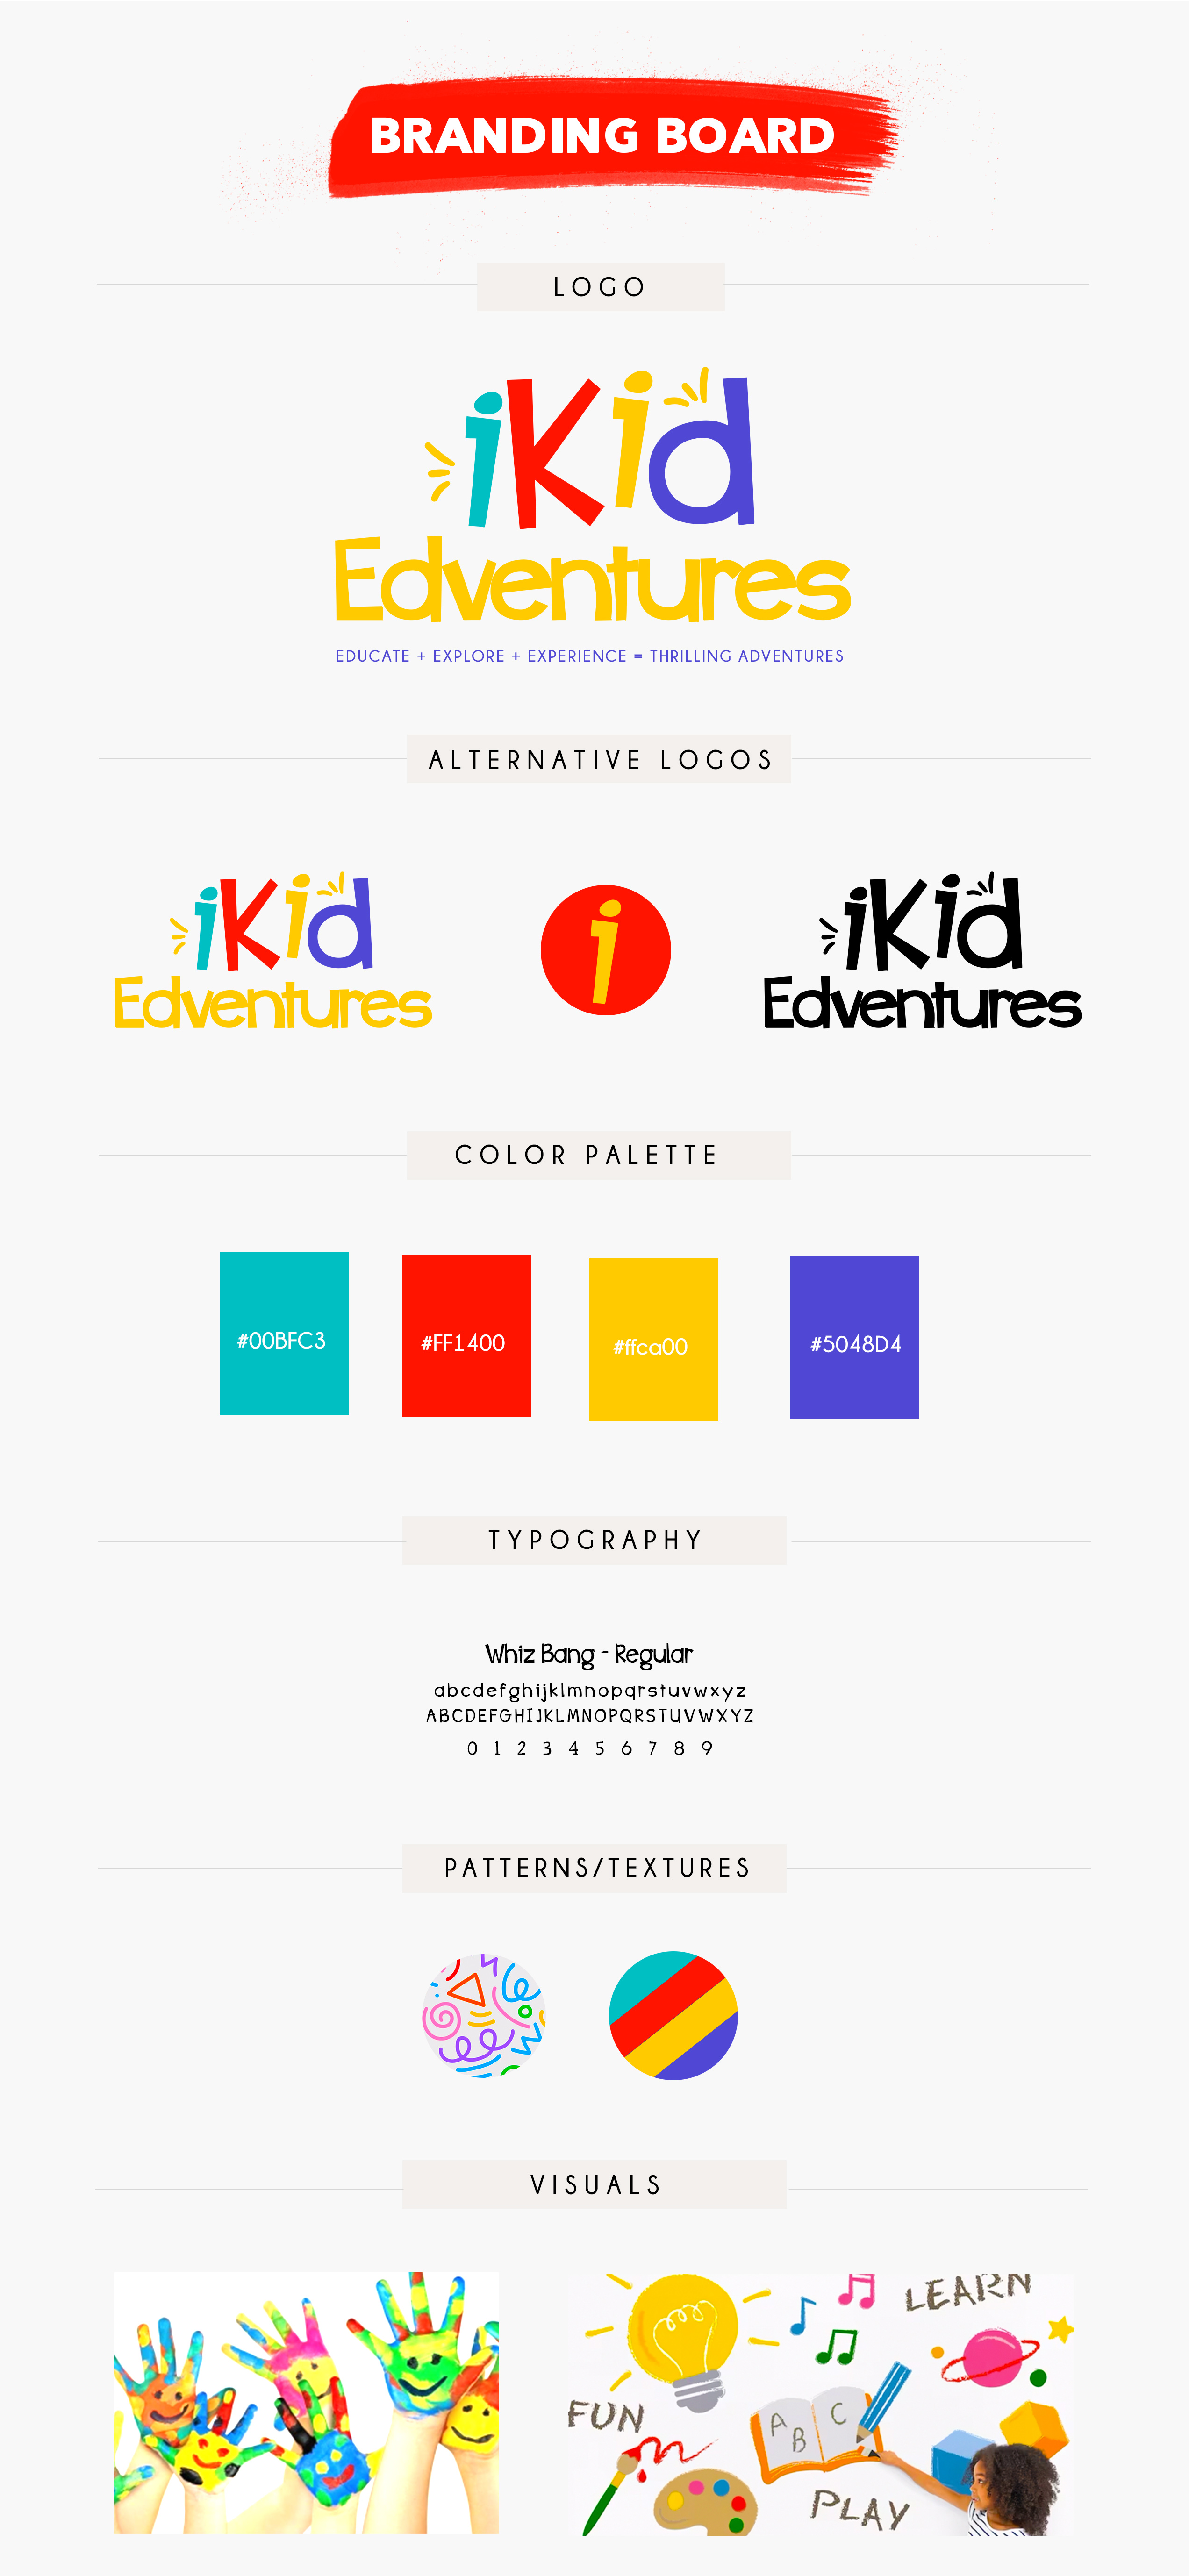 BRANDING BOARD
LOGO
iKid
Edventures
EDUCATE + EXPLORE + EXPERIENCE = THRILLING ADVENTURES
ALTERNATIVE LOGOS
iKid
Edventures
i
iKid
Edventures
COLOR PALETTE
#00BFC3
#FF1400
#ffca00
#5048D4
TYPOGRAPHY
Whiz Bang - Regular
abcdefghijklmnopqrstuvwxyz
ABCDEFGHIJKLMNOPQRSTUVWXYZ
0 1 2 3 4 5 6 7 8 9
PATTERNS/TEXTURES
VISUALS
LEARN
FUN
A B C
PLAY